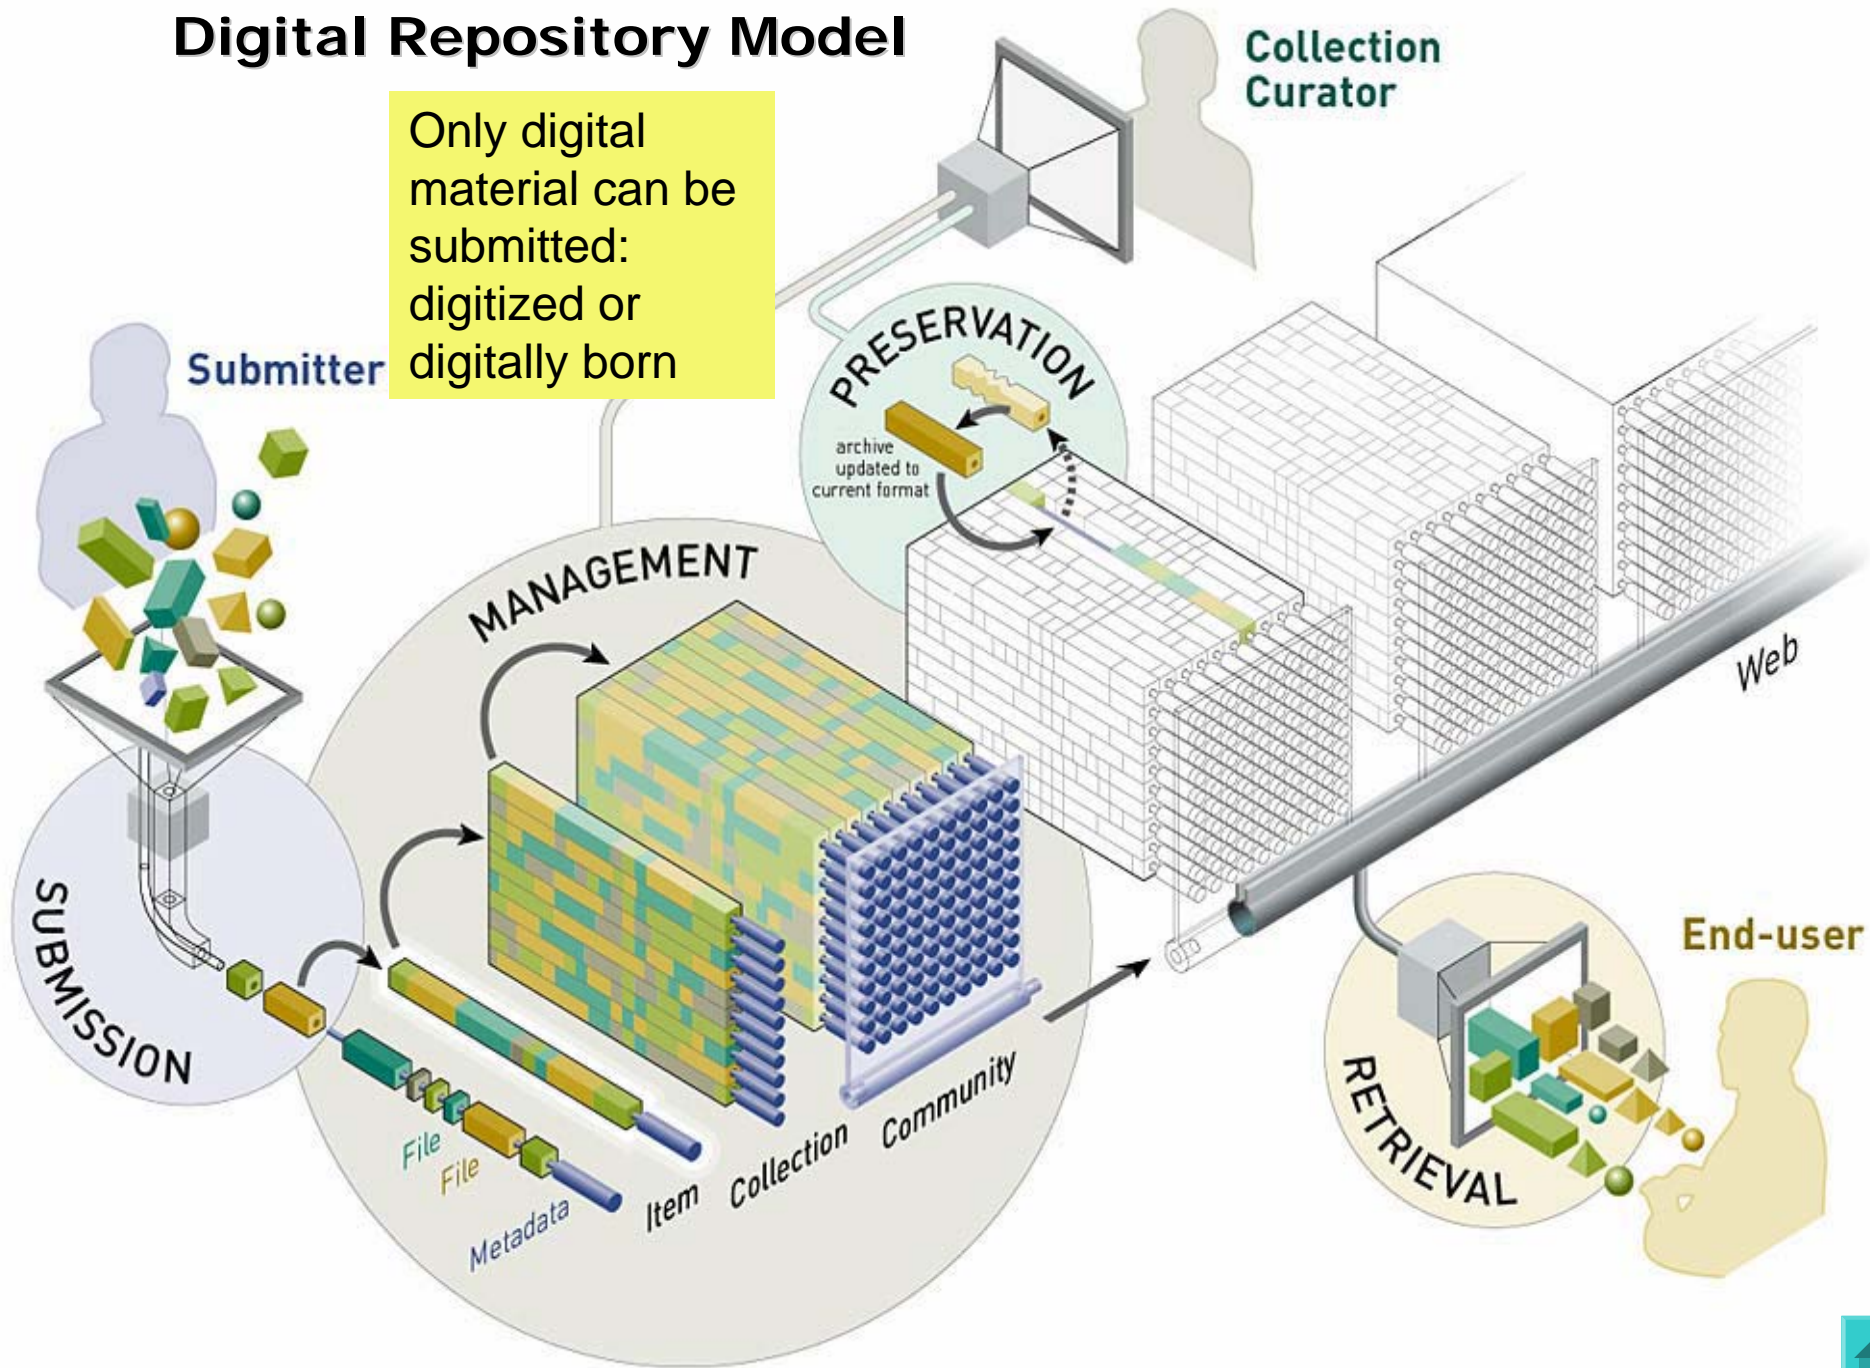 Digital Repository Model
Collection
Curator
Only digital
material can be
submitted:
digitized or
digitally born
Submitter
PRESERVATION
archive
updated to
current format
MANAGEMENT
Web
SUBMISSION
End-user
RETRIEVAL
File
File
Metadata
Item
Collection
Community